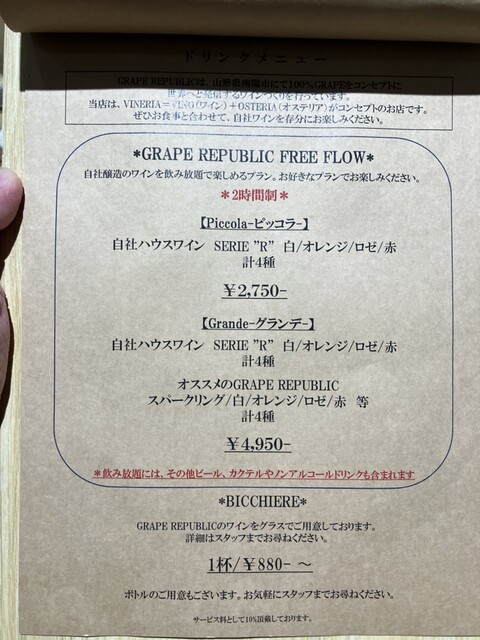 ドリンクメニュー
GRAPE REPUBLICは、山形県南陽市にて100%GRAPEをコンセプトに
世界へと発信するワインづくりを行っています。
当店は、VINERIA=VINO(ワイン)+OSTERIA(オステリア)がコンセプトのお店です。
ぜひお食事と合わせて、自社ワインを存分にお楽しみください。
*GRAPE REPUBLIC FREE FLOW*
自社醸造のワインを飲み放題で楽しめるプラン。お好きなプランでお楽しみください。
*2時間制*
【Piccola-ピッコラ-】
自社ハウスワイン SERIE "R" 白/オレンジ/ロゼ/赤
計4種
¥2,750-
【Grande-グランデ-】
自社ハウスワイン SERIE "R" 白/オレンジ/ロゼ/赤
計4種
オススメのGRAPE REPUBLIC
スパークリング/白/オレンジ/ロゼ/赤 等
計4種
¥4,950-
*飲み放題には、その他ビール、カクテルやノンアルコールドリンクも含まれます
*BICCHIERE*
GRAPE REPUBLICのワインをグラスでご用意しております。
詳細はスタッフまでお尋ねください。
1杯/¥880- ~
ボトルのご用意もございます。お気軽にスタッフまでお尋ねください。
サービス料として10%頂戴しております。